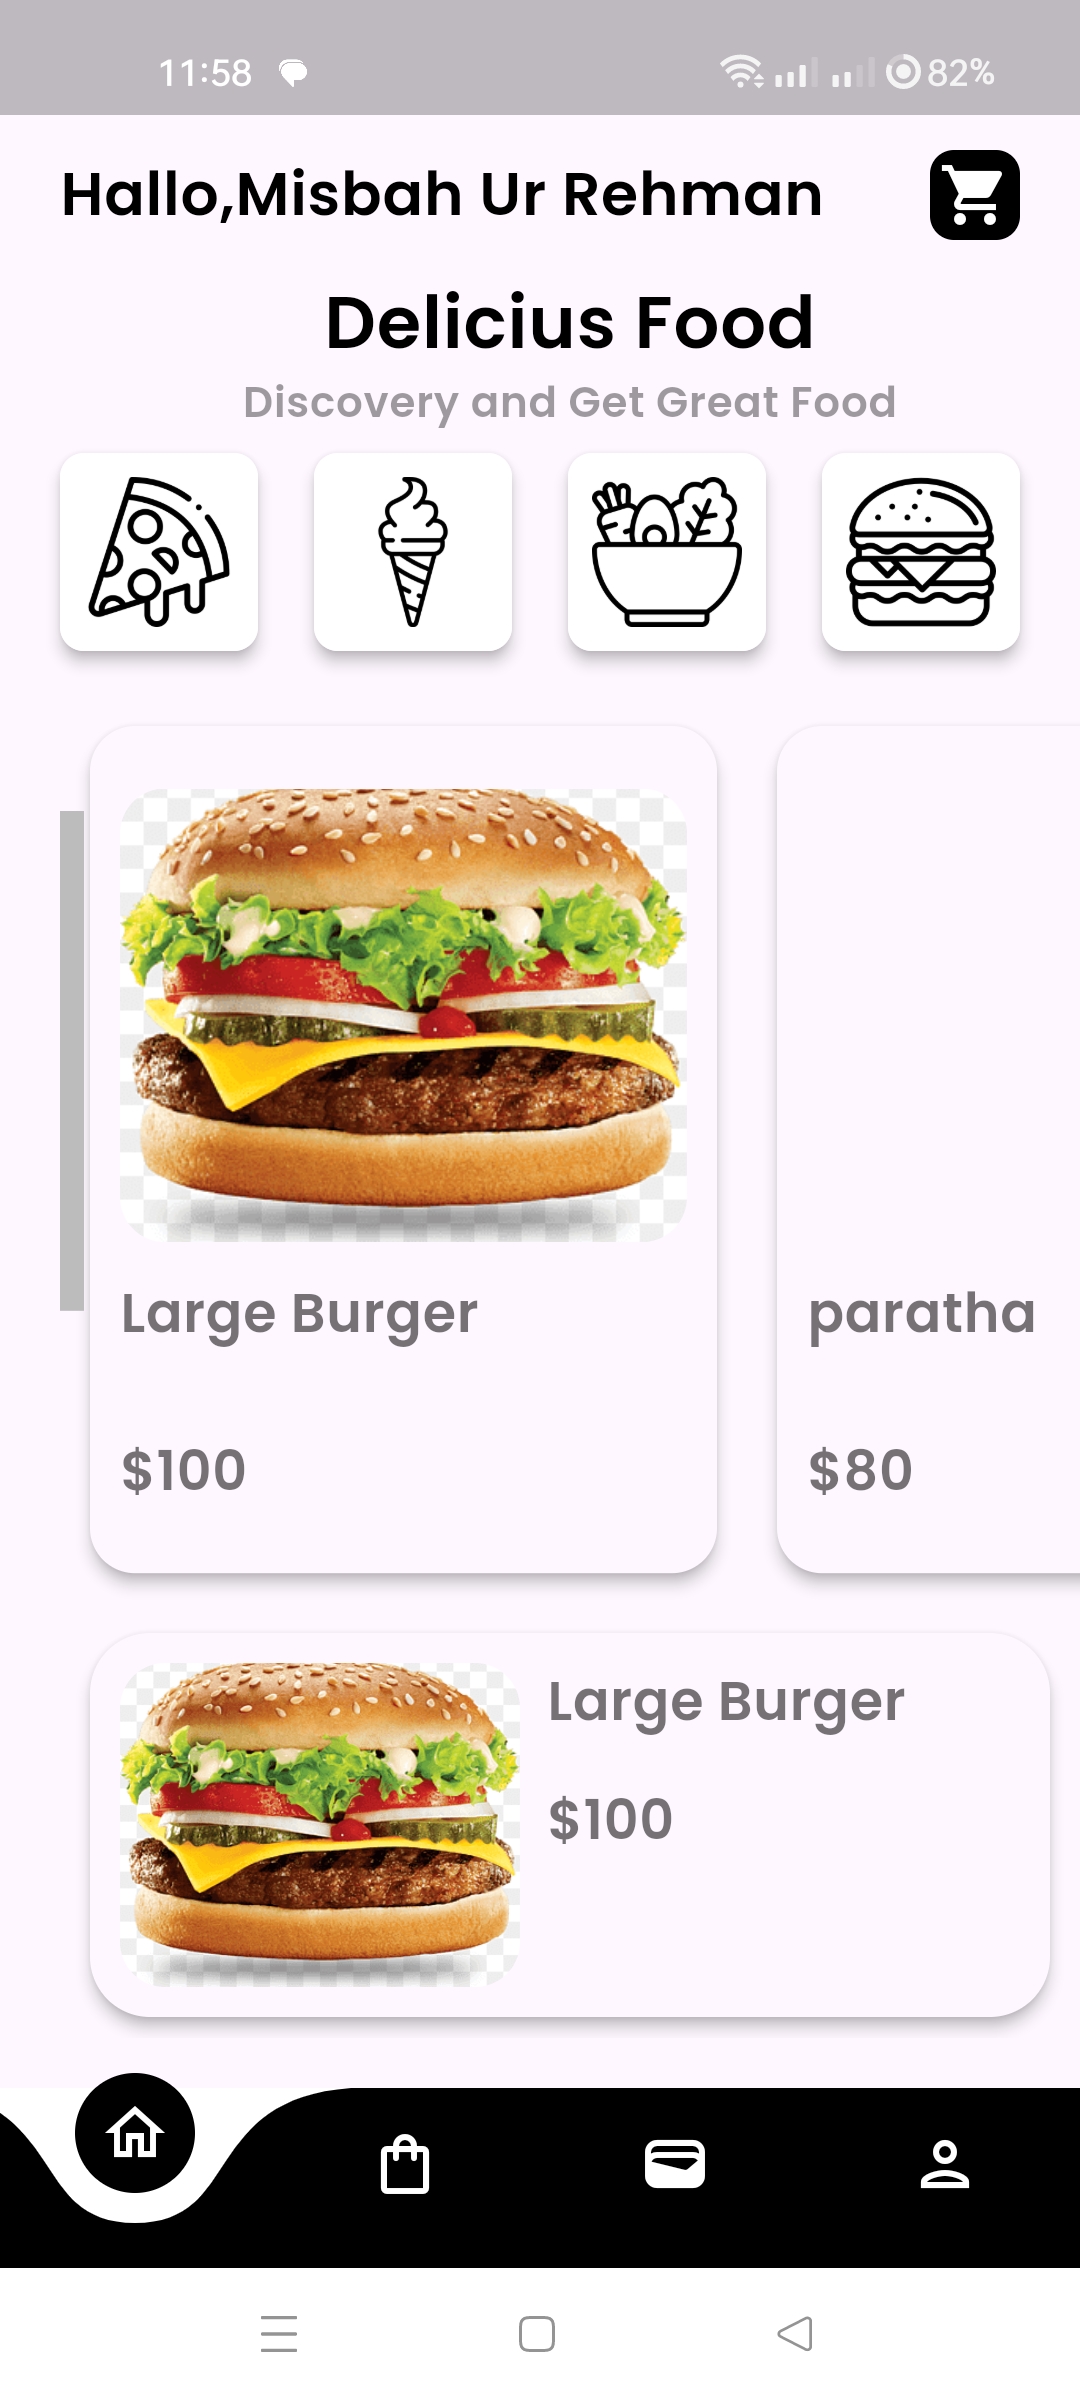 11:58
82%
Hallo,Misbah Ur Rehman
Delicius Food
Discovery and Get Great Food
Large Burger
$100
paratha
$80
Large Burger
$100